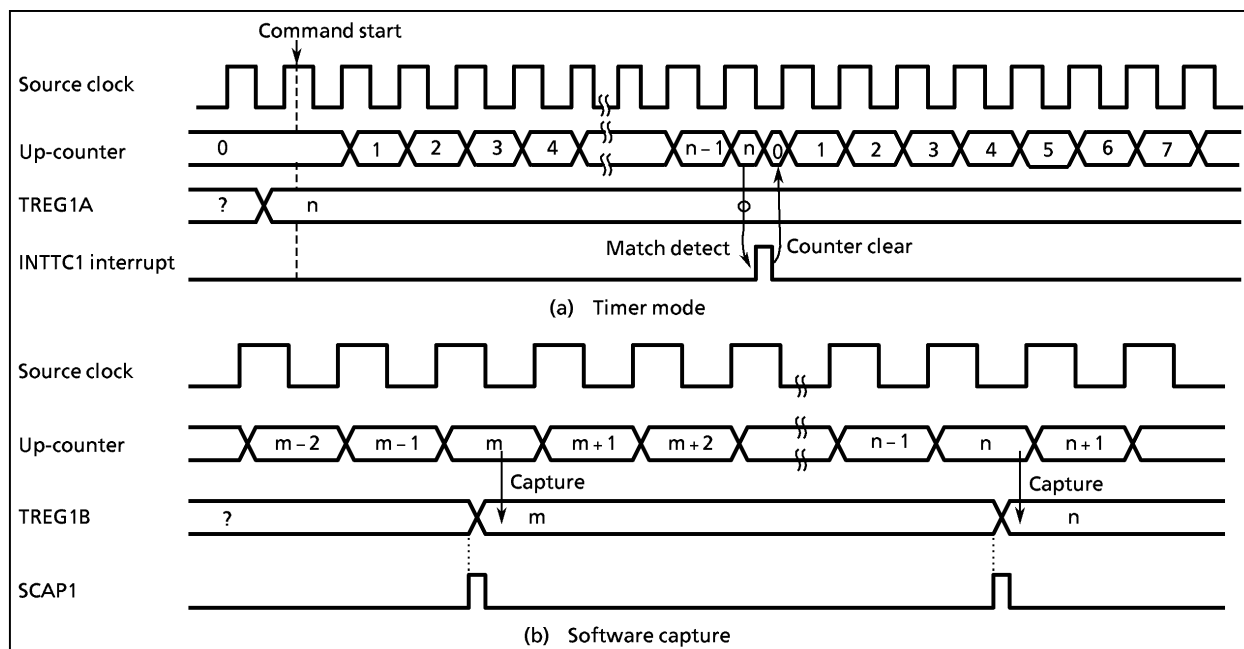 Command start
Source clock
Up-counter 0 1 2 3 4 n – 1 n 0 1 2 3 4 5 6 7
TREG1A ? n
Match detect Counter clear
INTTC1 interrupt
(a) Timer mode
Source clock
Up-counter m – 2 m – 1 m m + 1 m + 2 n – 1 n n + 1
Capture Capture
TREG1B ? m n
SCAP1
(b) Software capture